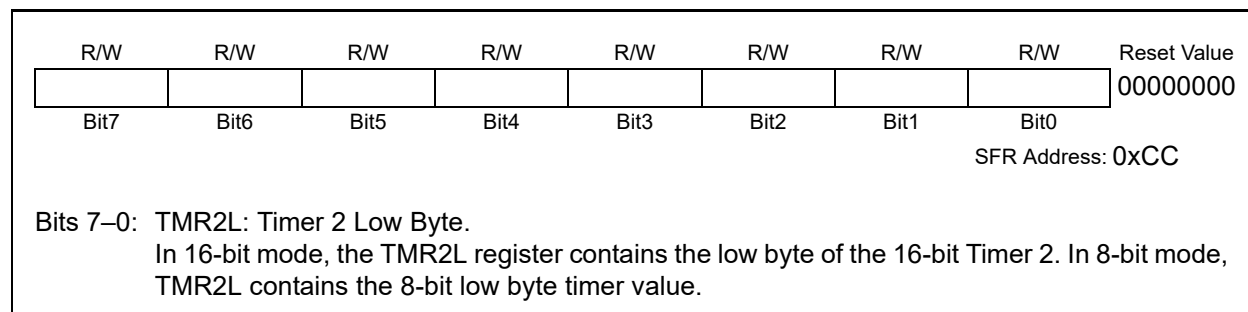 R/W R/W R/W R/W R/W R/W R/W R/W Reset Value
00000000
Bit7 Bit6 Bit5 Bit4 Bit3 Bit2 Bit1 Bit0
SFR Address: 0xCC
Bits 7–0: TMR2L: Timer 2 Low Byte.
In 16-bit mode, the TMR2L register contains the low byte of the 16-bit Timer 2. In 8-bit mode,
TMR2L contains the 8-bit low byte timer value.